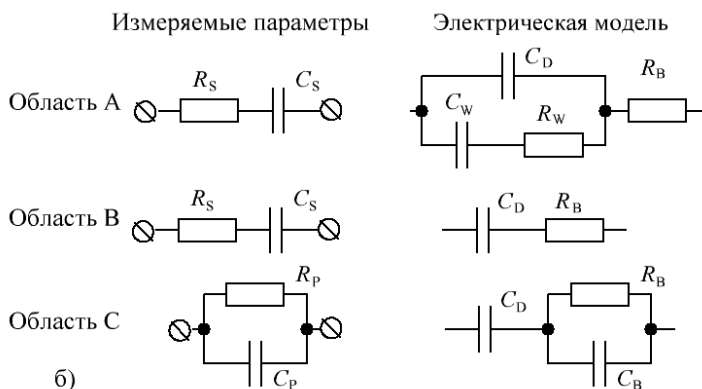 Измеряемые параметры Электрическая модель
Область А R_S C_S C_D C_W R_W R_B
Область В R_S C_S C_D R_B
Область С R_P C_P C_D R_B C_B
б)